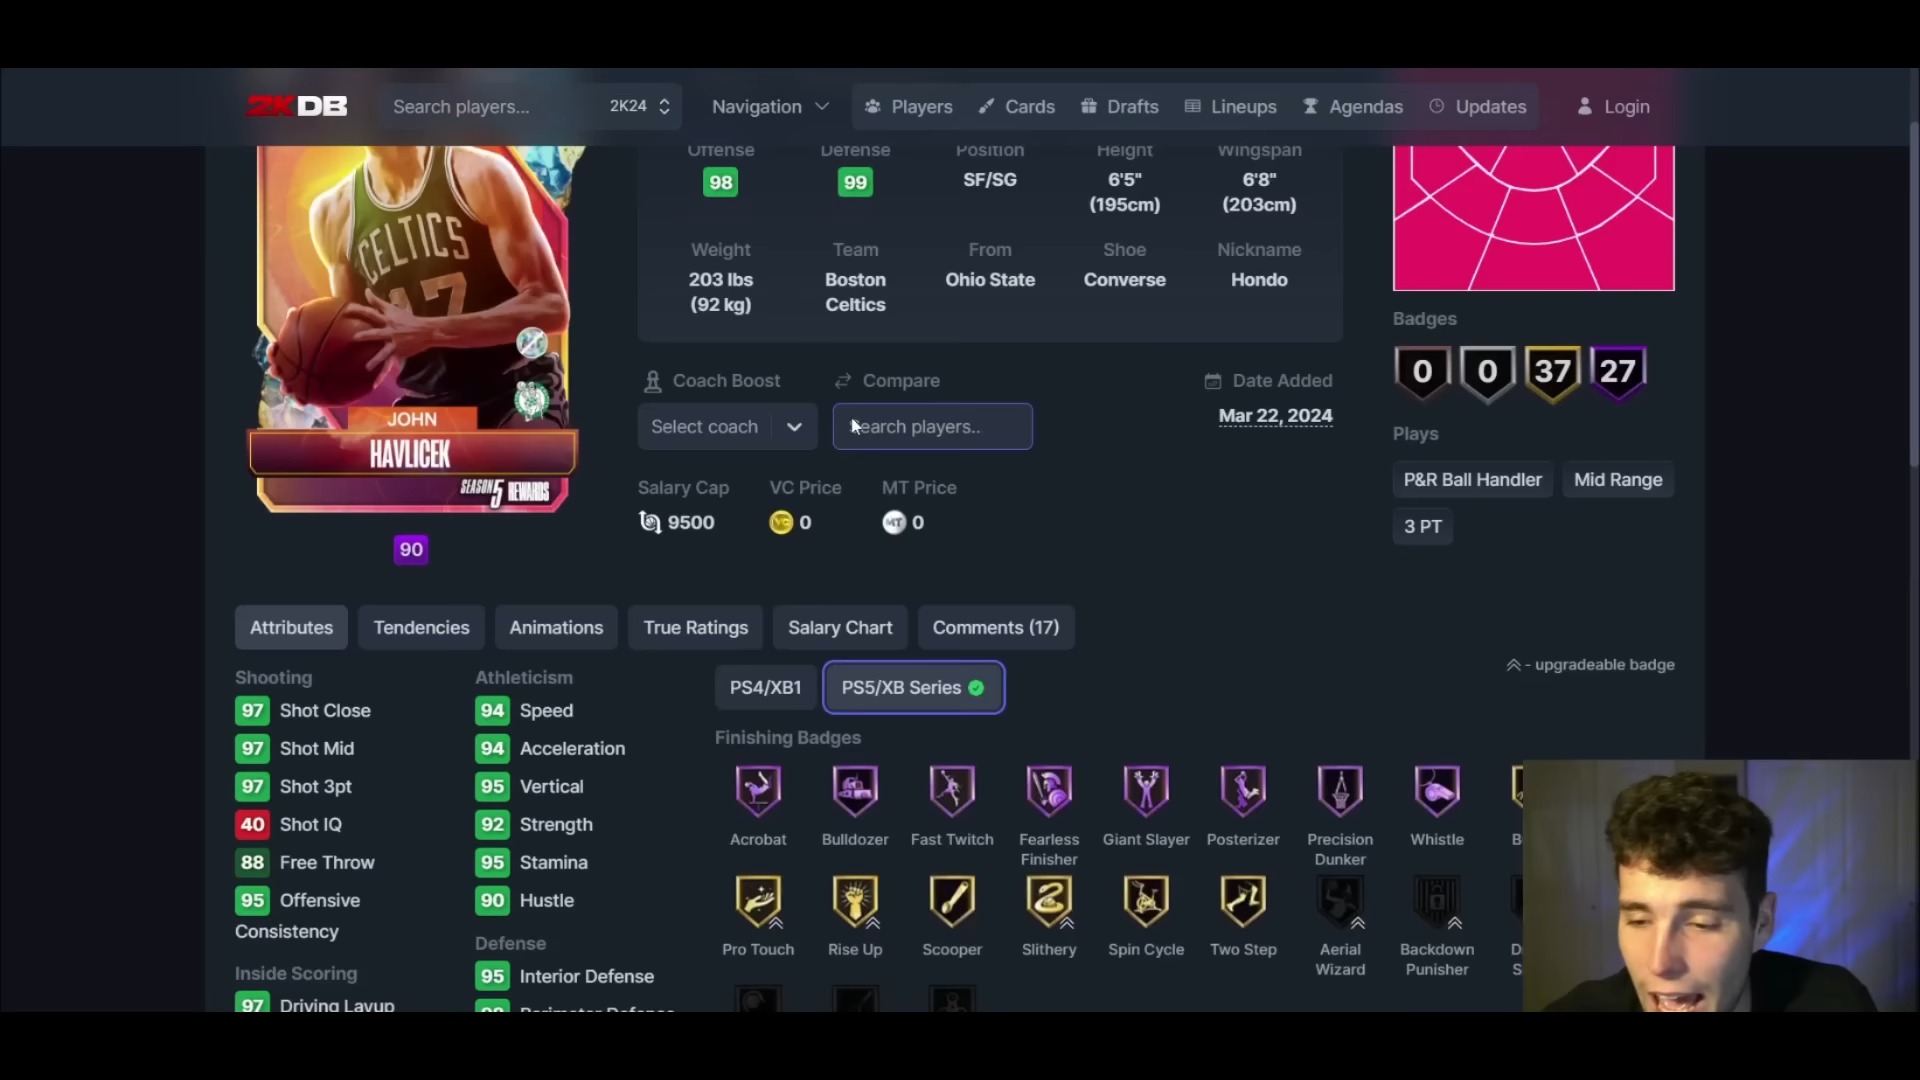 2KDB
Search players...
2K24
Navigation
Players
Cards
Drafts
Lineups
Agendas
Updates
Login
Offense
Defense
Position
Height
Wingspan
98
99
SF/SG
6'5"
(195cm)
6'8"
(203cm)
Weight
Team
From
Shoe
Nickname
203 lbs
(92 kg)
Boston
Celtics
Ohio State
Converse
Hondo
CELTICS
17
JOHN
HAVLICEK
SEASON 5 REWARDS
90
Coach Boost
Compare
Date Added
Select coach
Search players..
Mar 22, 2024
Salary Cap
VC Price
MT Price
9500
VC 0
MT 0
Badges
0
0
37
27
Plays
P&R Ball Handler
Mid Range
3 PT
Attributes
Tendencies
Animations
True Ratings
Salary Chart
Comments (17)
- upgradeable badge
Shooting
97 Shot Close
97 Shot Mid
97 Shot 3pt
40 Shot IQ
88 Free Throw
95 Offensive
Consistency
Inside Scoring
97 Driving Layup
Athleticism
94 Speed
94 Acceleration
95 Vertical
92 Strength
95 Stamina
90 Hustle
Defense
95 Interior Defense
PS4/XB1
PS5/XB Series
Finishing Badges
Acrobat
Bulldozer
Fast Twitch
Fearless
Finisher
Giant Slayer
Posterizer
Precision
Dunker
Whistle
Pro Touch
Rise Up
Scooper
Slithery
Spin Cycle
Two Step
Aerial
Wizard
Backdown
Punisher